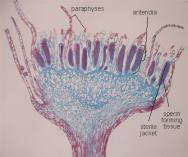 paraphyses
antheridia
sperm
forming
tissue
sterile
jacket